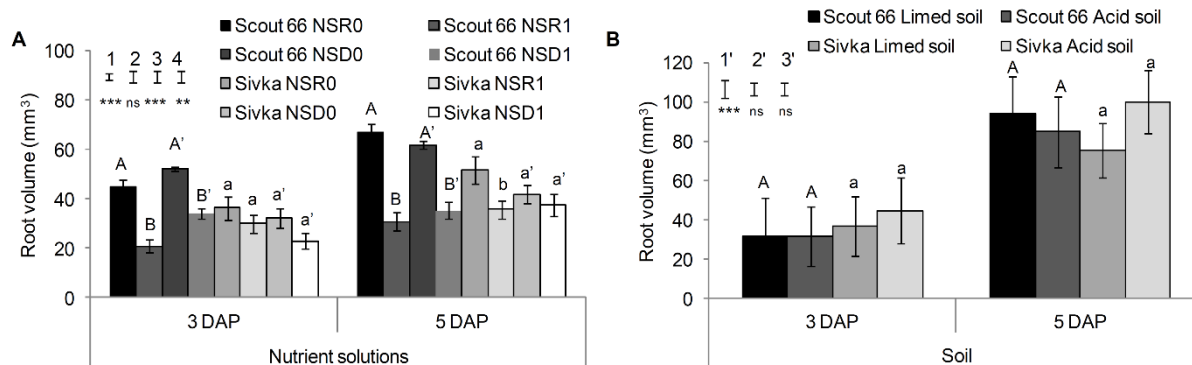 A
Scout 66 NSR0 Scout 66 NSR1
Scout 66 NSD0 Scout 66 NSD1
Sivka NSR0 Sivka NSR1
Sivka NSD0 Sivka NSD1
1 2 3 4
*** ns *** **
Root volume (mm³)
100
80
60
40
20
0
A B A’ B’ a a a’ a’
A B A’ B’ a b a’ a’
3 DAP 5 DAP
Nutrient solutions
B
Scout 66 Limed soil Scout 66 Acid soil
Sivka Limed soil Sivka Acid soil
1' 2' 3'
*** ns ns
Root volume (mm³)
120
100
80
60
40
20
0
A A a a
A A a a
3 DAP 5 DAP
Soil